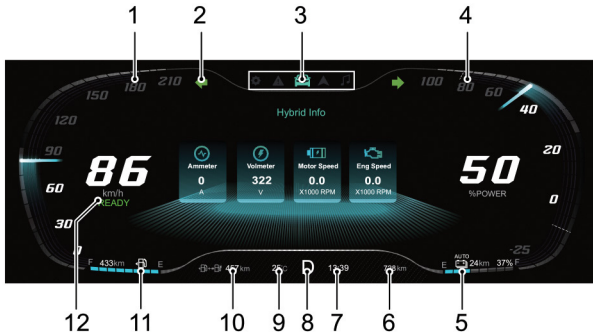 1 2 3 4
150 180 210
100 80 60
120 40
Hybrid Info
90 20
Ammeter Volmeter Motor Speed Eng Speed
86 0 322 0.0 0.0 50
km/h A V X1000 RPM X1000 RPM %POWER
60 0
READY
30
0 -25
F 433km E 457 km D 12:39 km E AUTO 24km 37% F
12 11 10 9 8 7 6 5